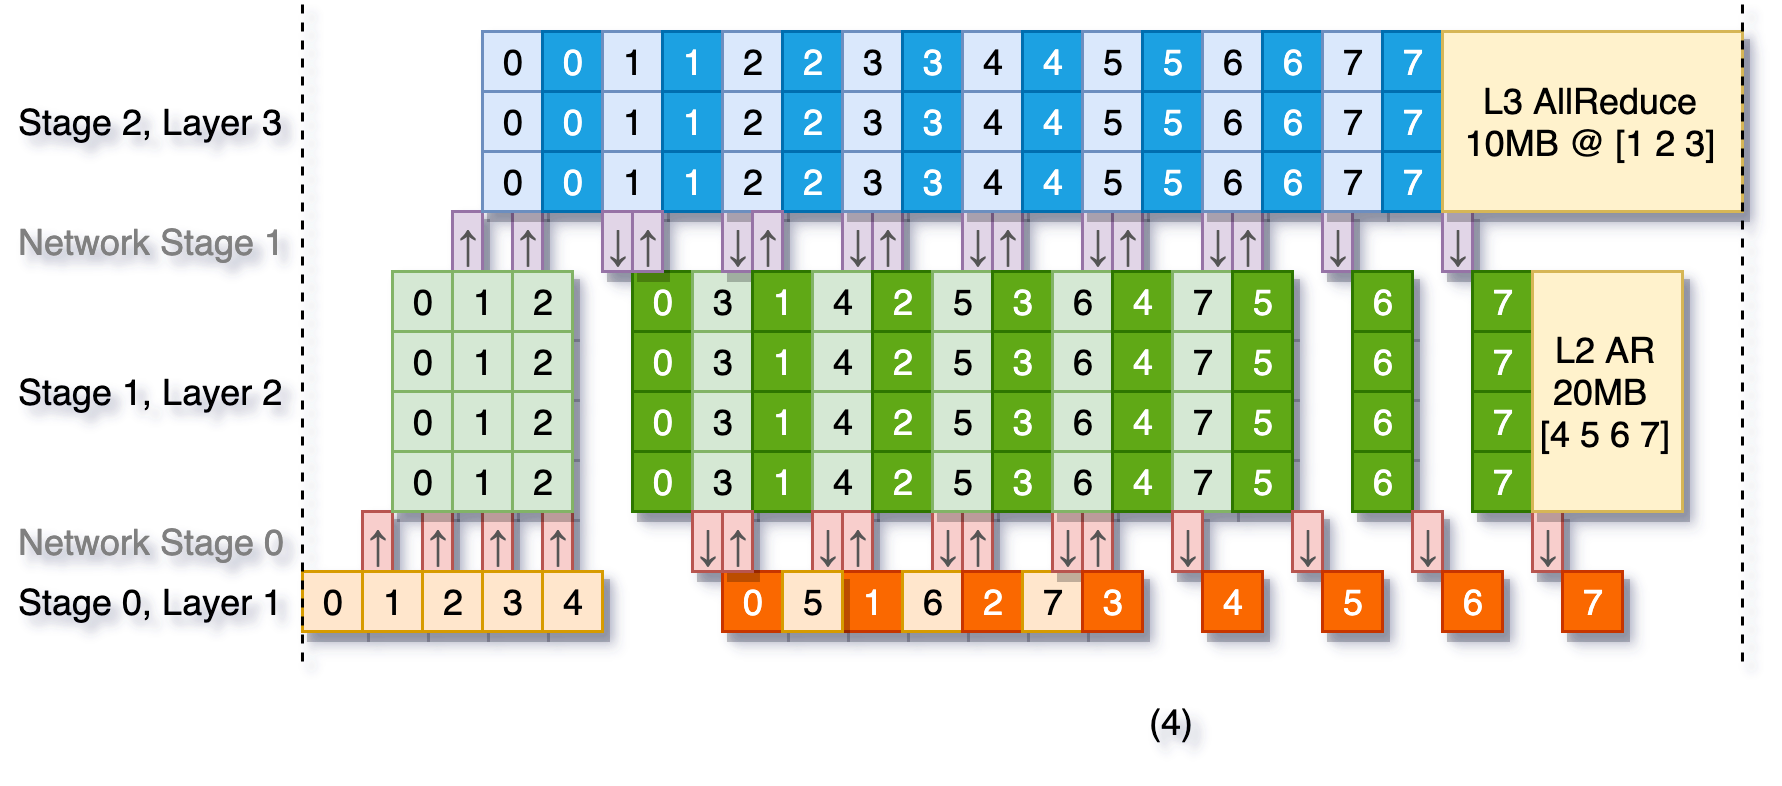 0 0 1 1 2 2 3 3 4 4 5 5 6 6 7 7
L3 AllReduce
Stage 2, Layer 3
0 0 1 1 2 2 3 3 4 4 5 5 6 6 7 7
10MB @ [1 2 3]
0 0 1 1 2 2 3 3 4 4 5 5 6 6 7 7
Network Stage 1
↑ ↑ ↓ ↑ ↓ ↑ ↓ ↑ ↓ ↑ ↓ ↑ ↓ ↑ ↓ ↓
0 1 2 0 3 1 4 2 5 3 6 4 7 5 6 7
0 1 2 0 3 1 4 2 5 3 6 4 7 5 6 7
L2 AR
Stage 1, Layer 2
20MB
0 1 2 0 3 1 4 2 5 3 6 4 7 5 6 7
[4 5 6 7]
0 1 2 0 3 1 4 2 5 3 6 4 7 5 6 7
Network Stage 0
↑ ↑ ↑ ↑ ↓ ↑ ↓ ↑ ↓ ↑ ↓ ↑ ↓ ↓ ↓ ↓
Stage 0, Layer 1
0 1 2 3 4 0 5 1 6 2 7 3 4 5 6 7
(4)